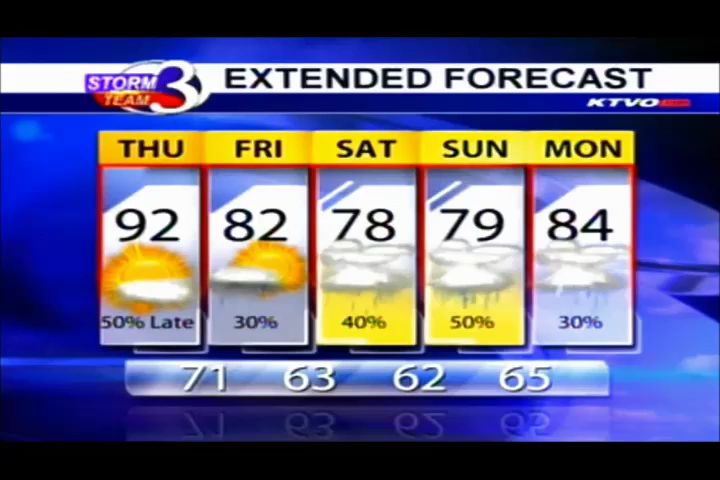 STORM TEAM 3
EXTENDED FORECAST
KTVO.com
THU FRI SAT SUN MON
92 82 78 79 84
50% Late 30% 40% 50% 30%
71 63 62 65